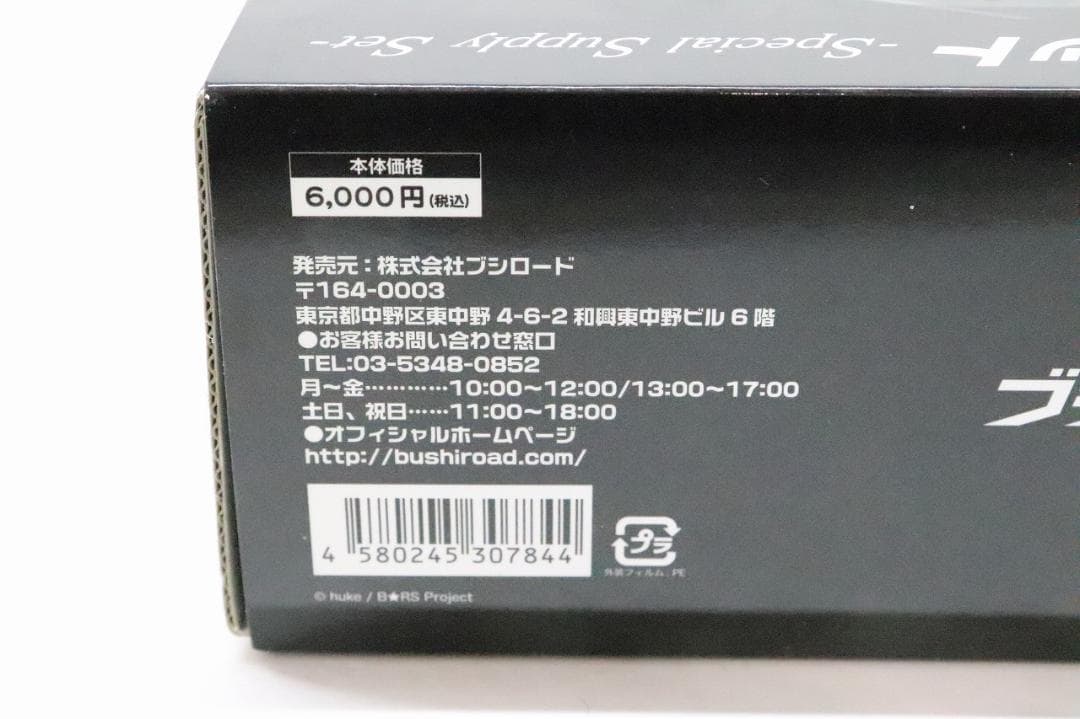 ット -Special Supply Set-
本体価格
6,000円(税込)
発売元：株式会社ブシロード
〒164-0003
東京都中野区東中野4-6-2 和興東中野ビル6階
●お客様お問い合わせ窓口
TEL:03-5348-0852
月～金…………10:00～12:00/13:00～17:00
土日、祝日……11:00～18:00
●オフィシャルホームページ
http://bushiroad.com/
ブ
4 580245 307844
プラ
外装フィルム：PE
© huke / B★RS Project